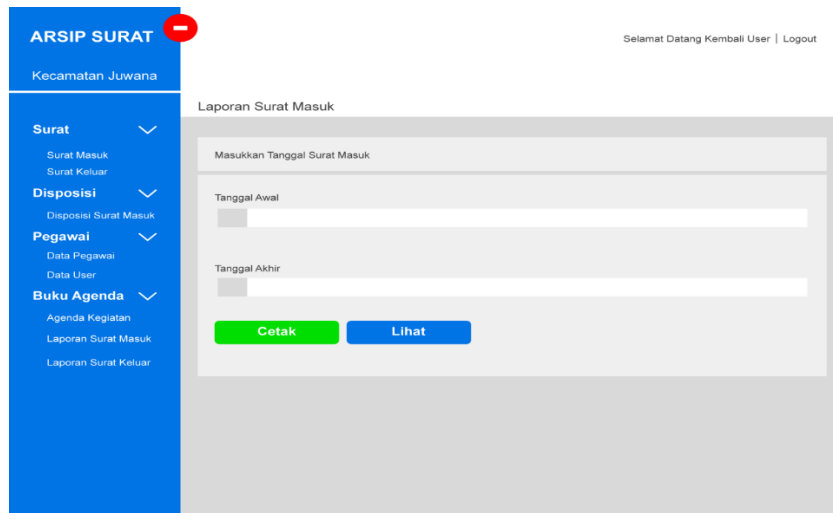 ARSIP SURAT
Kecamatan Juwana
Selamat Datang Kembali User | Logout
Surat
Surat Masuk
Surat Keluar
Disposisi
Disposisi Surat Masuk
Pegawai
Data Pegawai
Data User
Buku Agenda
Agenda Kegiatan
Laporan Surat Masuk
Laporan Surat Keluar
Laporan Surat Masuk
Masukkan Tanggal Surat Masuk
Tanggal Awal
Tanggal Akhir
Cetak
Lihat